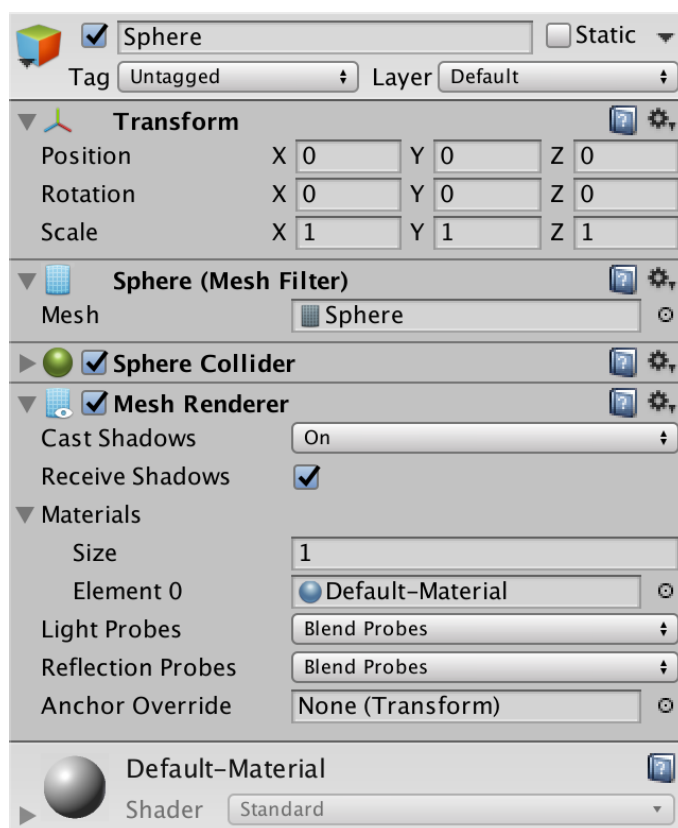 Sphere Static
Tag Untagged Layer Default
Transform
Position X 0 Y 0 Z 0
Rotation X 0 Y 0 Z 0
Scale X 1 Y 1 Z 1
Sphere (Mesh Filter)
Mesh Sphere
Sphere Collider
Mesh Renderer
Cast Shadows On
Receive Shadows
Materials
Size 1
Element 0 Default-Material
Light Probes Blend Probes
Reflection Probes Blend Probes
Anchor Override None (Transform)
Default-Material
Shader Standard